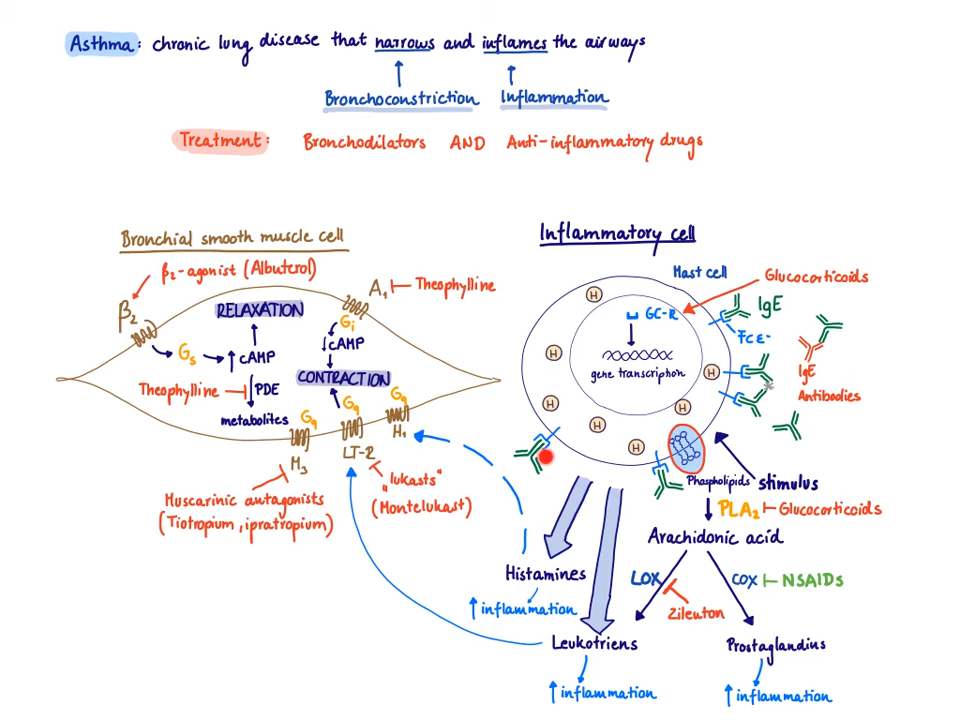 Asthma: chronic lung disease that narrows and inflames the airways
Bronchoconstriction Inflammation
Treatment: Bronchodilators AND Anti-inflammatory drugs
Bronchial smooth muscle cell
β2-agonist (Albuterol)
A1 Theophylline
β2
RELAXATION
Gi
Gs ↑ cAMP
↓cAMP
CONTRACTION
Theophylline PDE
metabolites
Gq Gq Gq
M3 LT-R H1
Muscarinic antagonists
(Tiotropium, ipratropium)
"lukasts"
(Montelukast)
Inflammatory cell
Mast cell
Glucocorticoids
H
GC-R
IgE
FCε-
H
gene transcription
H
IgE
Antibodies
H
H
H
H
Phospholipids stimulus
PLA2 Glucocorticoids
Arachidonic acid
Histamines
LOX COX NSAIDs
↑ inflammation
Zileuton
Leukotriens
Prostaglandins
↑ inflammation
↑ inflammation